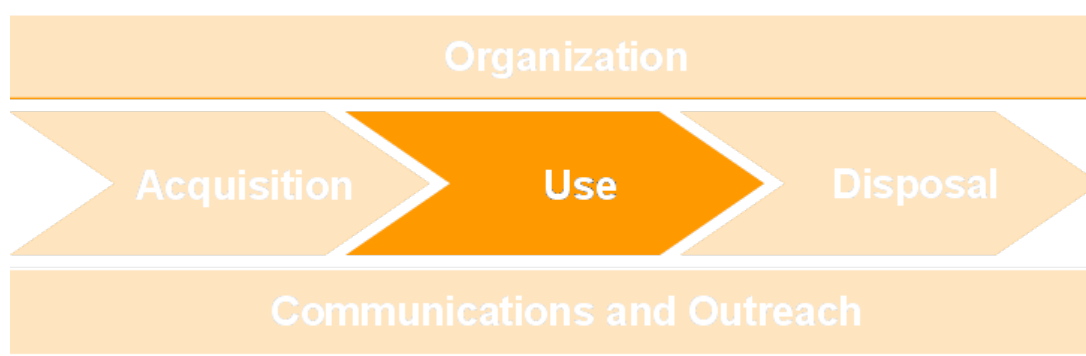 Organization
Acquisition
Use
Disposal
Communications and Outreach